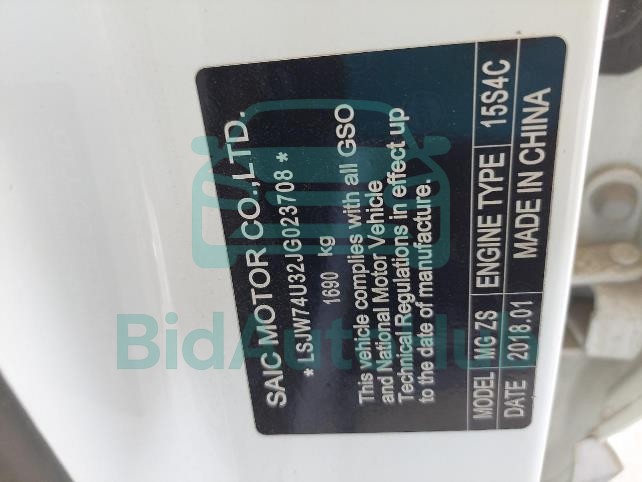 SAIC MOTOR CO.,LTD.
* LSJW74U32JG023708 *
1690 kg
This vehicle complies with all GSO
and National Motor Vehicle
Technical Regulations in effect up
to the date of manufacture.
MODEL MG ZS ENGINE TYPE 15S4C
DATE 2018.01 MADE IN CHINA
BidAuto.club